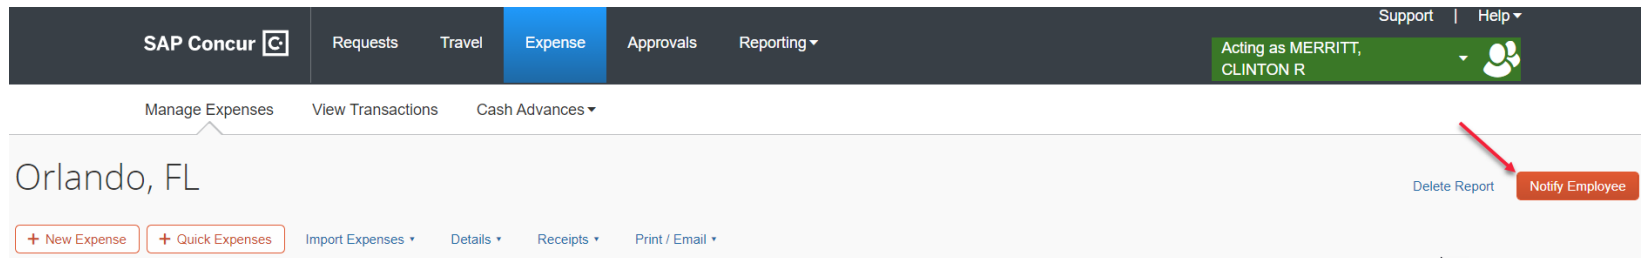 Support | Help
SAP Concur C Requests Travel Expense Approvals Reporting
Acting as MERRITT,
CLINTON R
Manage Expenses View Transactions Cash Advances
Orlando, FL
Delete Report Notify Employee
+ New Expense + Quick Expenses Import Expenses Details Receipts Print / Email